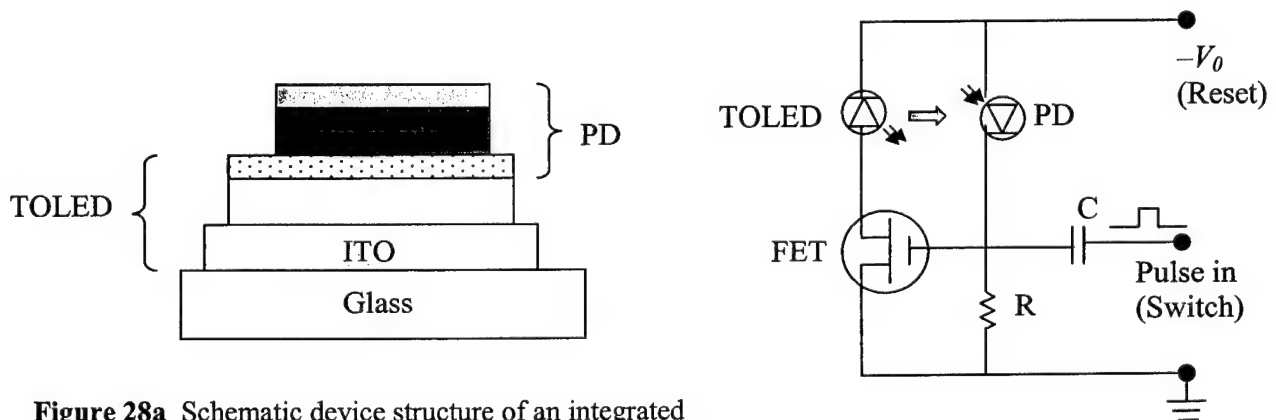 PD
TOLED
ITO
Glass
−V₀
(Reset)
TOLED
PD
FET
C
Pulse in
(Switch)
R
Figure 28a Schematic device structure of an integrated